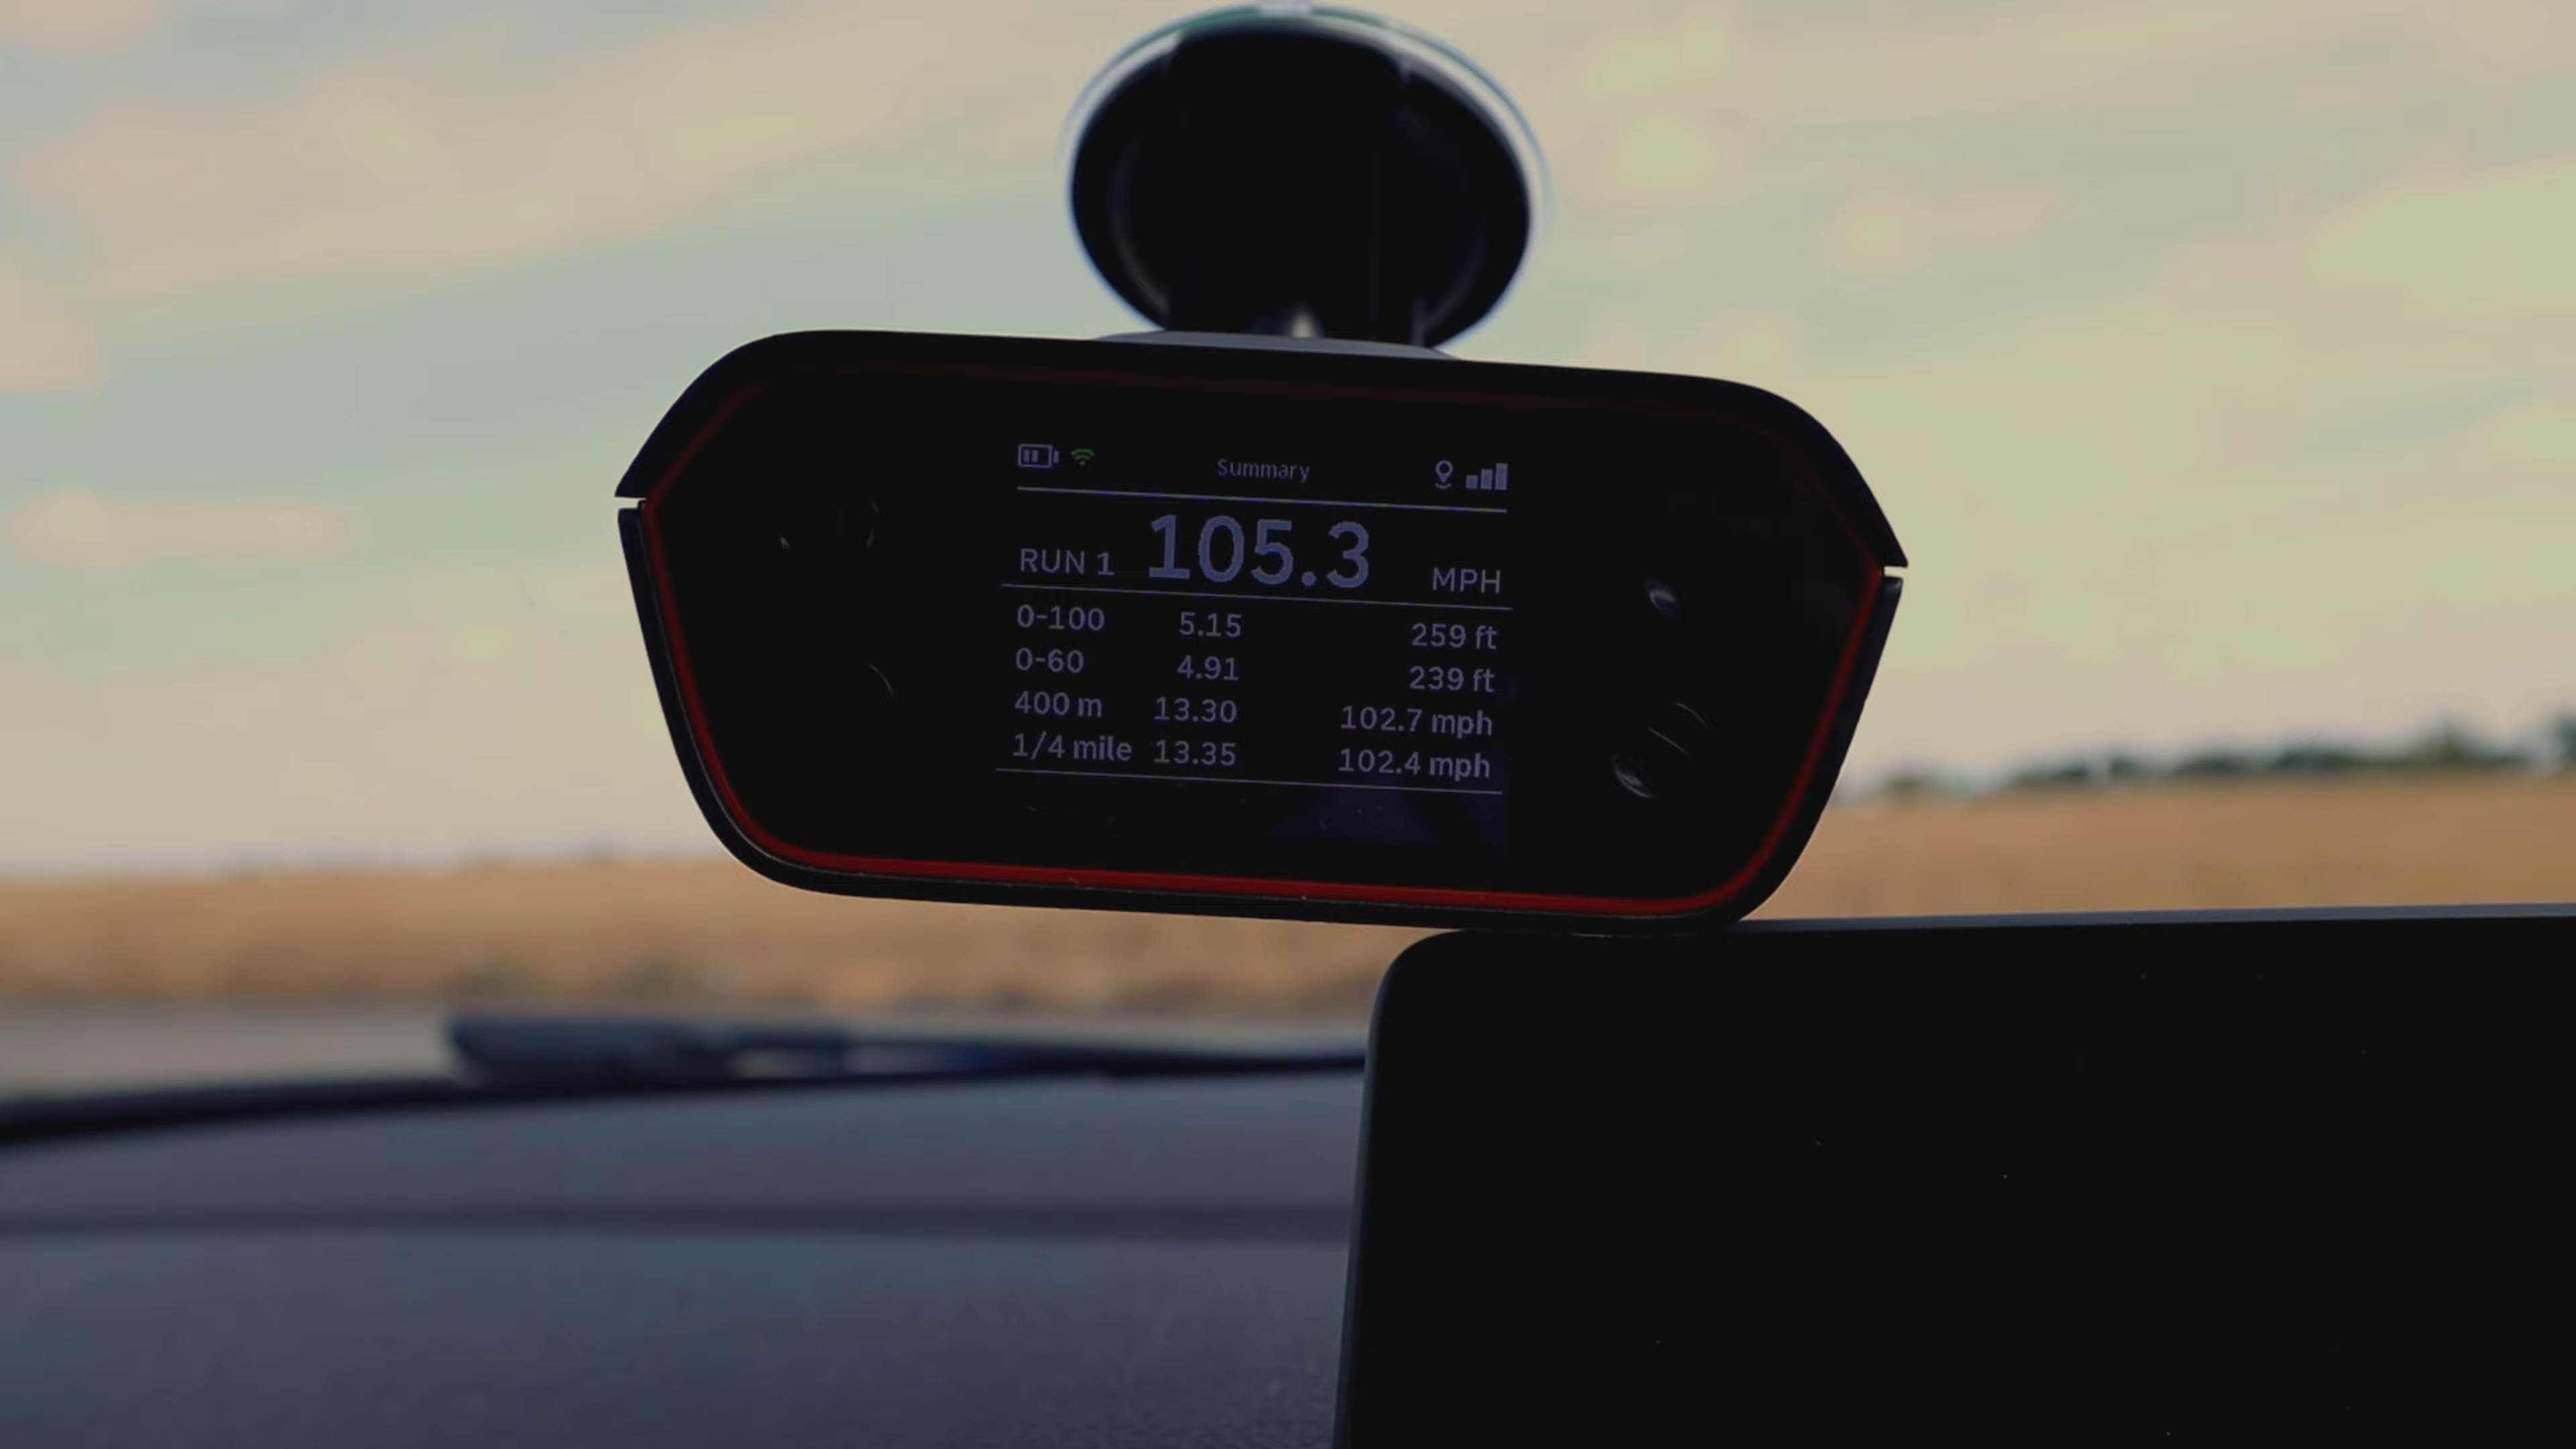 Summary
RUN 1 105.3 MPH
0-100 5.15 259 ft
0-60 4.91 239 ft
400 m 13.30 102.7 mph
1/4 mile 13.35 102.4 mph